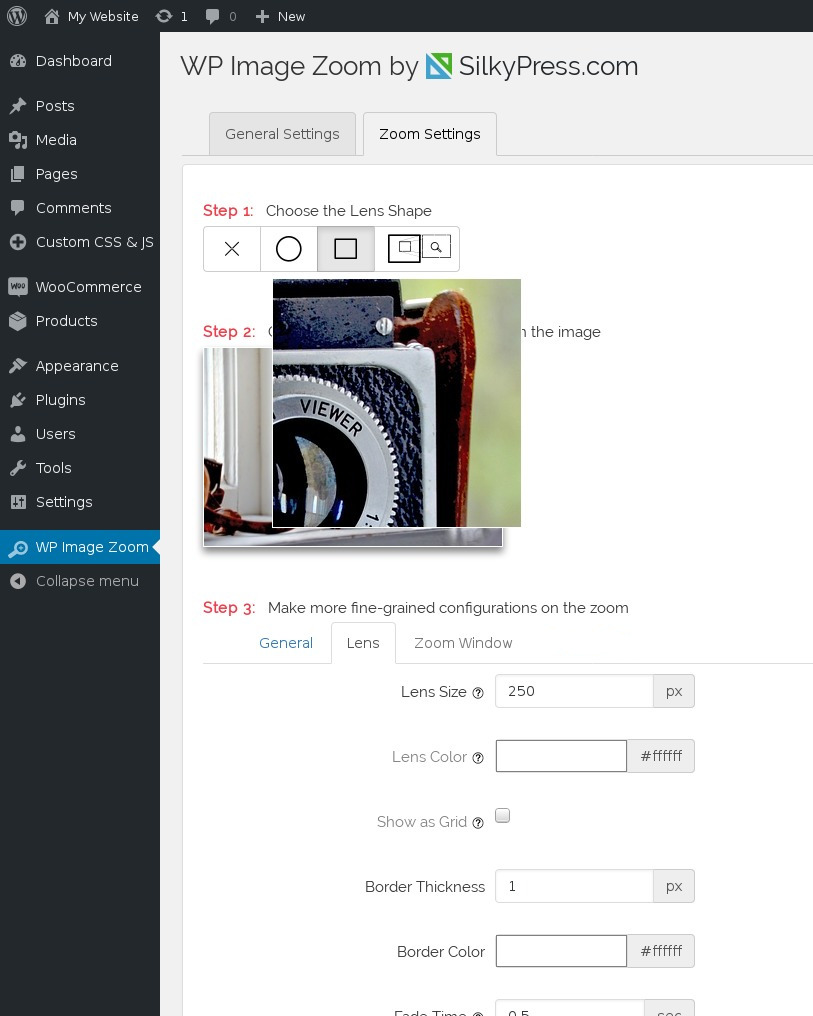 My Website 1 0 New
WP Image Zoom by SilkyPress.com
Dashboard
Posts
Media
Pages
Comments
Custom CSS & JS
WooCommerce
Products
Appearance
Plugins
Users
Tools
Settings
WP Image Zoom
Collapse menu
General Settings Zoom Settings
Step 1: Choose the Lens Shape
Step 2: the image
VIEWER
Step 3: Make more fine-grained configurations on the zoom
General Lens Zoom Window
Lens Size 250 px
Lens Color #ffffff
Show as Grid
Border Thickness 1 px
Border Color #ffffff
Fade Time 0.5 sec